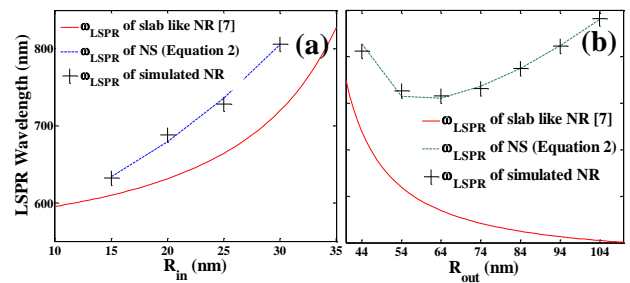 LSPR Wavelength (nm)
800
700
600
ω_LSPR of slab like NR [7]
ω_LSPR of NS (Equation 2)
ω_LSPR of simulated NR
(a)
10 15 20 25 30 35
R_in (nm)
(b)
ω_LSPR of slab like NR [7]
ω_LSPR of NS (Equation 2)
ω_LSPR of simulated NR
44 54 64 74 84 94 104
R_out (nm)